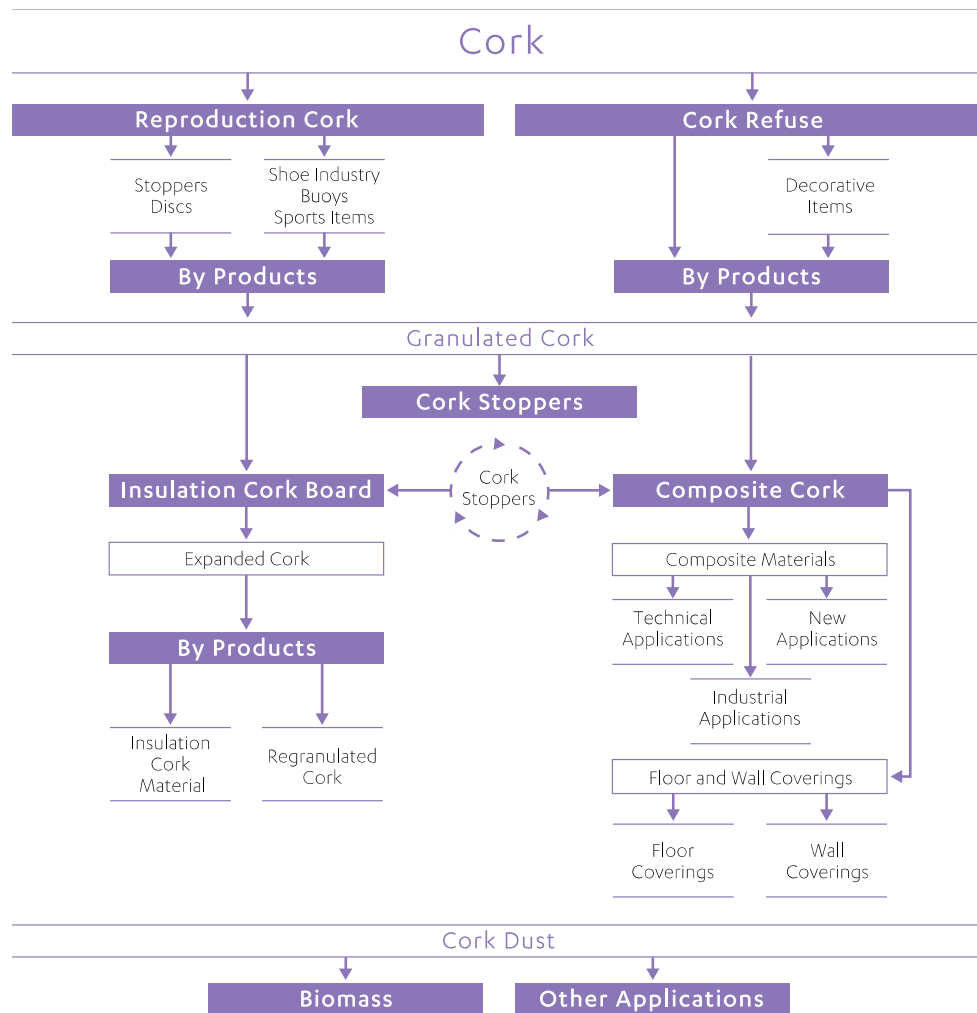 Cork
Reproduction Cork
Cork Refuse
Stoppers
Discs
Shoe Industry
Buoys
Sports Items
Decorative
Items
By Products
By Products
Granulated Cork
Cork Stoppers
Cork
Stoppers
Insulation Cork Board
Composite Cork
Expanded Cork
Composite Materials
Technical
Applications
New
Applications
By Products
Industrial
Applications
Insulation
Cork
Material
Regranulated
Cork
Floor and Wall Coverings
Floor
Coverings
Wall
Coverings
Cork Dust
Biomass
Other Applications